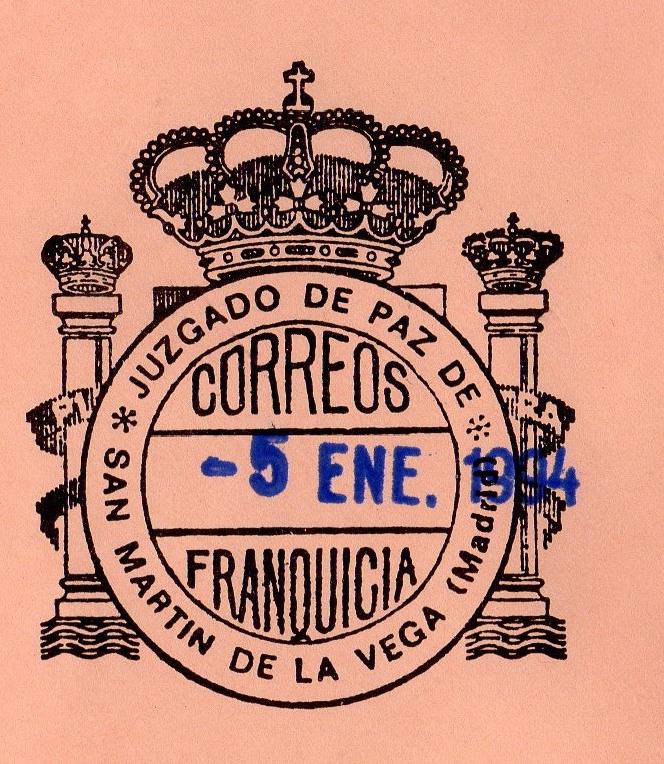 JUZGADO DE PAZ DE
CORREOS
-5 ENE. 1994
FRANQUICIA
SAN MARTIN DE LA VEGA (Madrid)